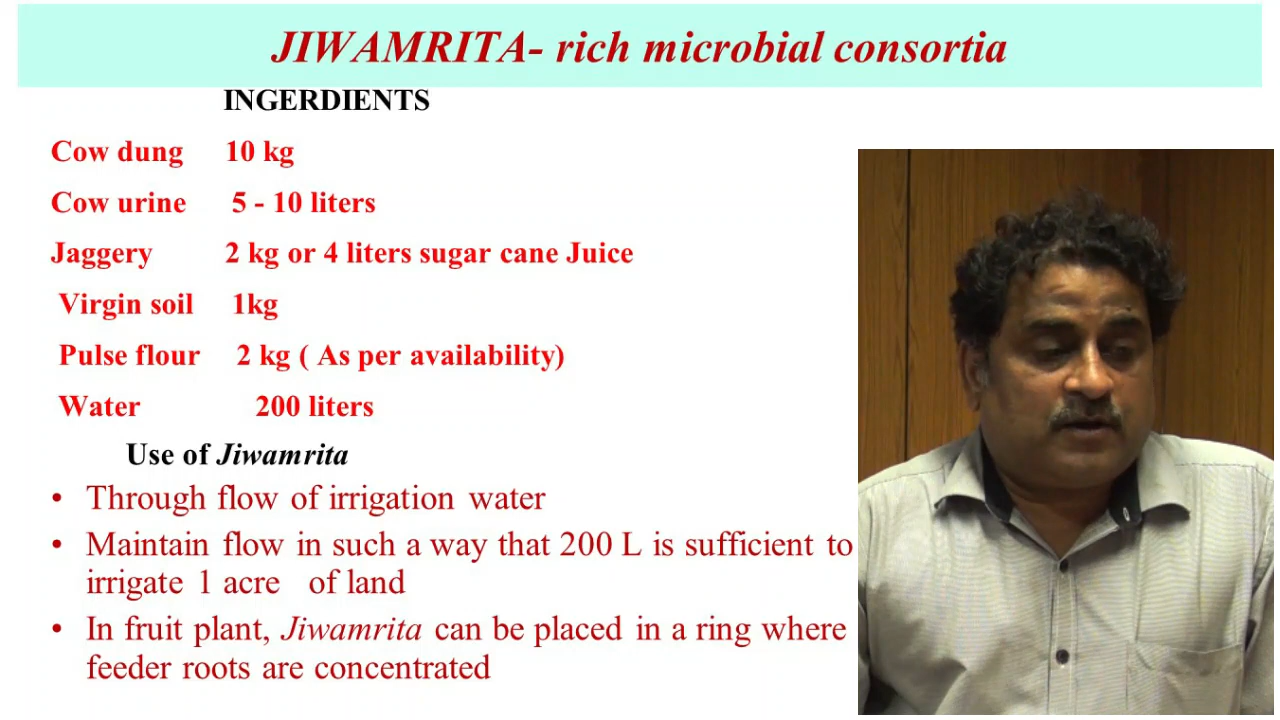 JIWAMRITA- rich microbial consortia
INGERDIENTS
Cow dung 10 kg
Cow urine 5 - 10 liters
Jaggery 2 kg or 4 liters sugar cane Juice
Virgin soil 1kg
Pulse flour 2 kg ( As per availability)
Water 200 liters
Use of Jiwamrita
• Through flow of irrigation water
• Maintain flow in such a way that 200 L is sufficient to
irrigate 1 acre of land
• In fruit plant, Jiwamrita can be placed in a ring where
feeder roots are concentrated